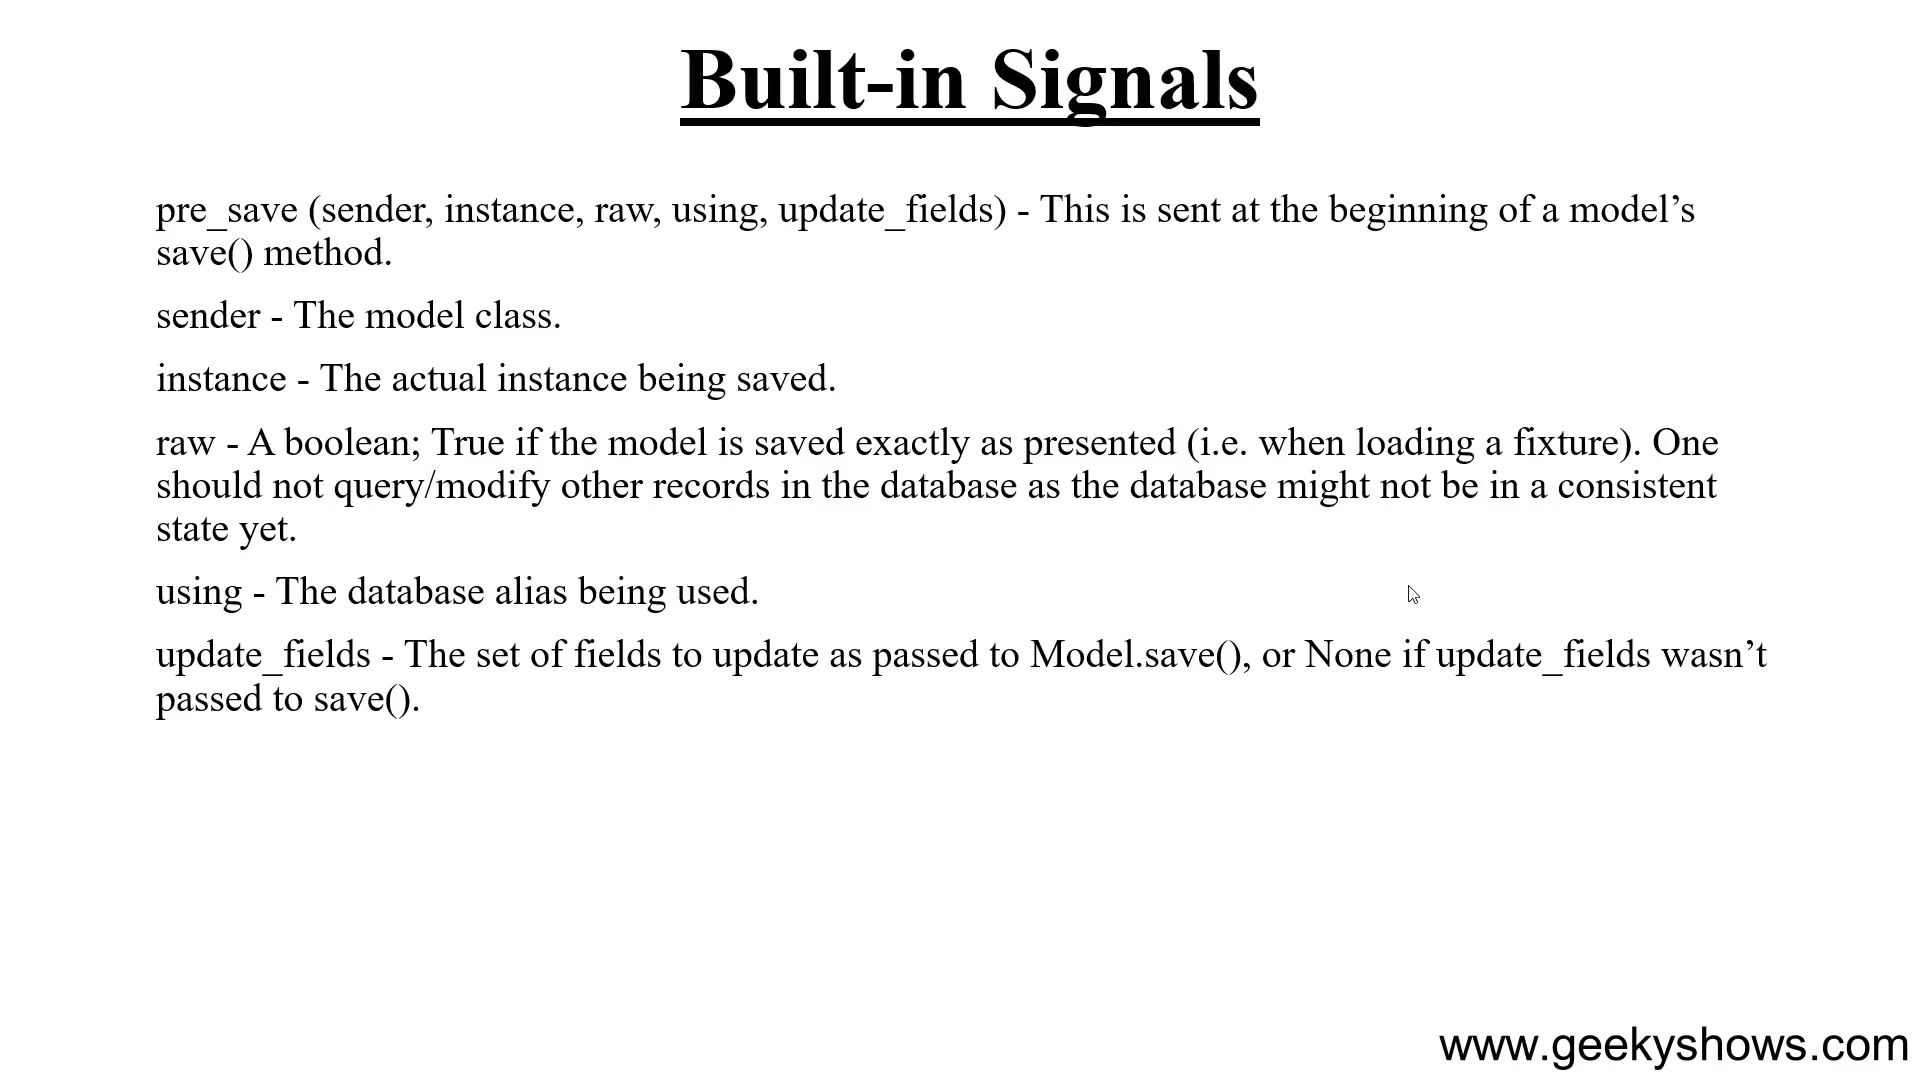 Built-in Signals
pre_save (sender, instance, raw, using, update_fields) - This is sent at the beginning of a model’s
save() method.
sender - The model class.
instance - The actual instance being saved.
raw - A boolean; True if the model is saved exactly as presented (i.e. when loading a fixture). One
should not query/modify other records in the database as the database might not be in a consistent
state yet.
using - The database alias being used.
update_fields - The set of fields to update as passed to Model.save(), or None if update_fields wasn’t
passed to save().
www.geekyshows.com